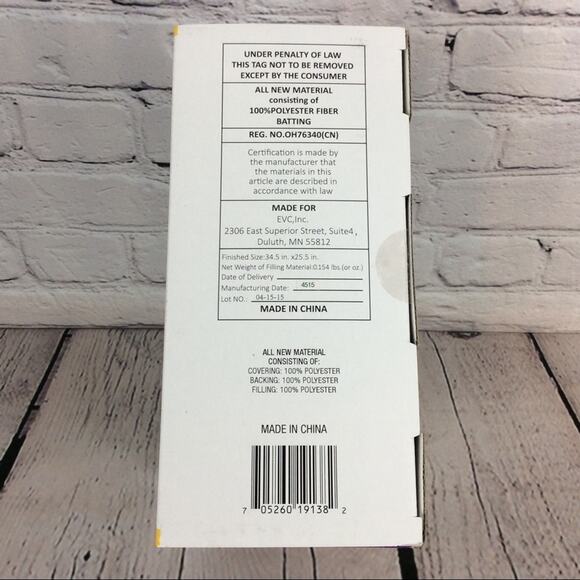 UNDER PENALTY OF LAW
THIS TAG NOT TO BE REMOVED
EXCEPT BY THE CONSUMER
ALL NEW MATERIAL
consisting of
100%POLYESTER FIBER
BATTING
REG. NO.OH76340(CN)
Certification is made by
the manufacturer that
the materials in this
article are described in
accordance with law
MADE FOR
EVC,Inc.
2306 East Superior Street, Suite4 ,
Duluth, MN 55812
Finished Size:34.5 in. x25.5 in.
Net Weight of Filling Material:0.154 lbs.(or oz.)
Date of Delivery
Manufacturing Date: 4515
Lot NO.: 04-15-15
MADE IN CHINA
ALL NEW MATERIAL
CONSISTING OF:
COVERING: 100% POLYESTER
BACKING: 100% POLYESTER
FILLING: 100% POLYESTER
MADE IN CHINA
7 05260 19138 2